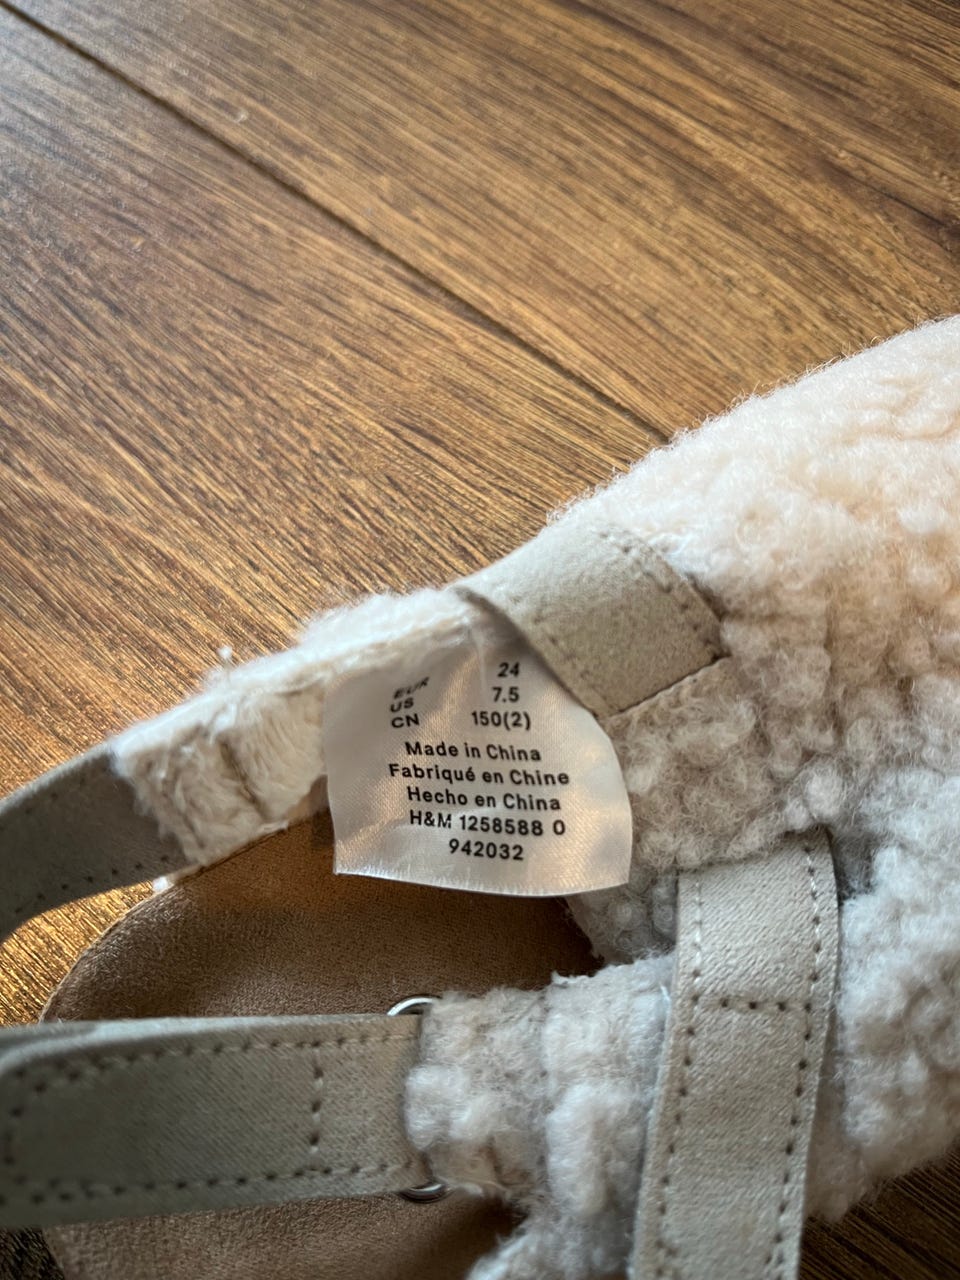 EUR 24
US 7.5
CN 150(2)
Made in China
Fabriqué en Chine
Hecho en China
H&M 1258588 0
942032